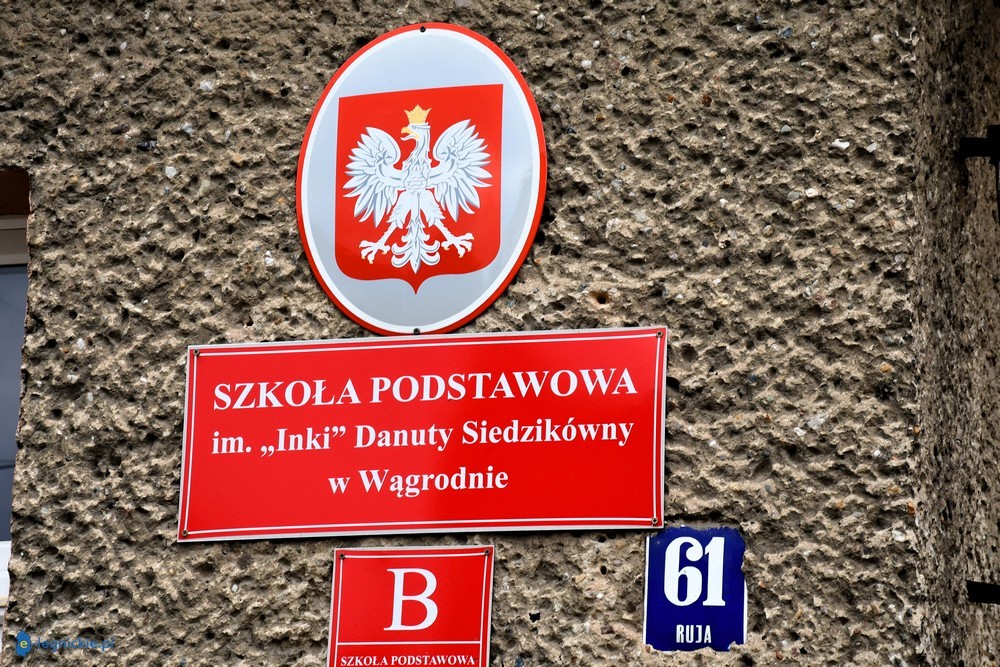 SZKOŁA PODSTAWOWA
im. „Inki” Danuty Siedzikówny
w Wągrodnie
B
SZKOŁA PODSTAWOWA
61
RUJA